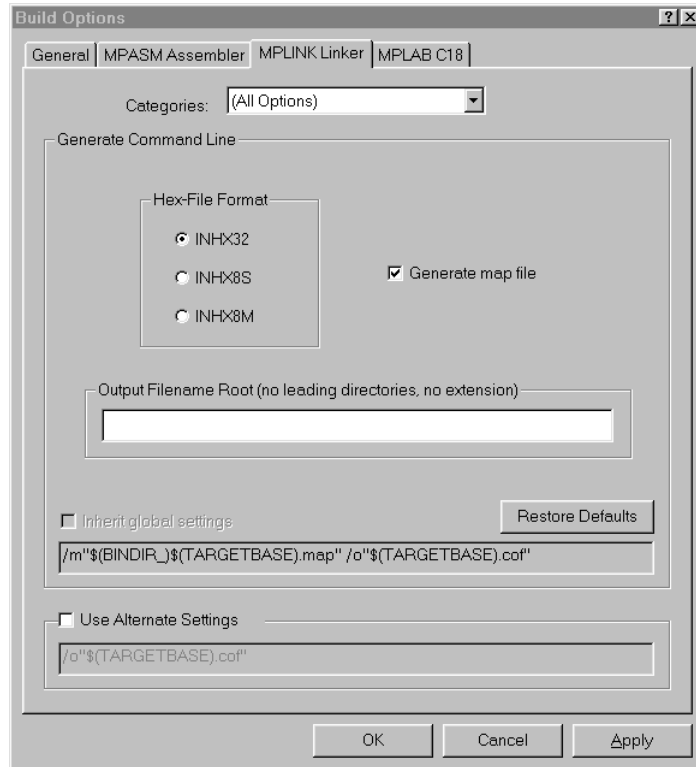 Build Options
General MPASM Assembler MPLINK Linker MPLAB C18
Categories: (All Options)
Generate Command Line
Hex-File Format
INHX32
INHX8S
INHX8M
Generate map file
Output Filename Root (no leading directories, no extension)
Inherit global settings
Restore Defaults
/m"$(BINDIR_)$(TARGETBASE).map" /o"$(TARGETBASE).cof"
Use Alternate Settings
/o"$(TARGETBASE).cof"
OK Cancel Apply